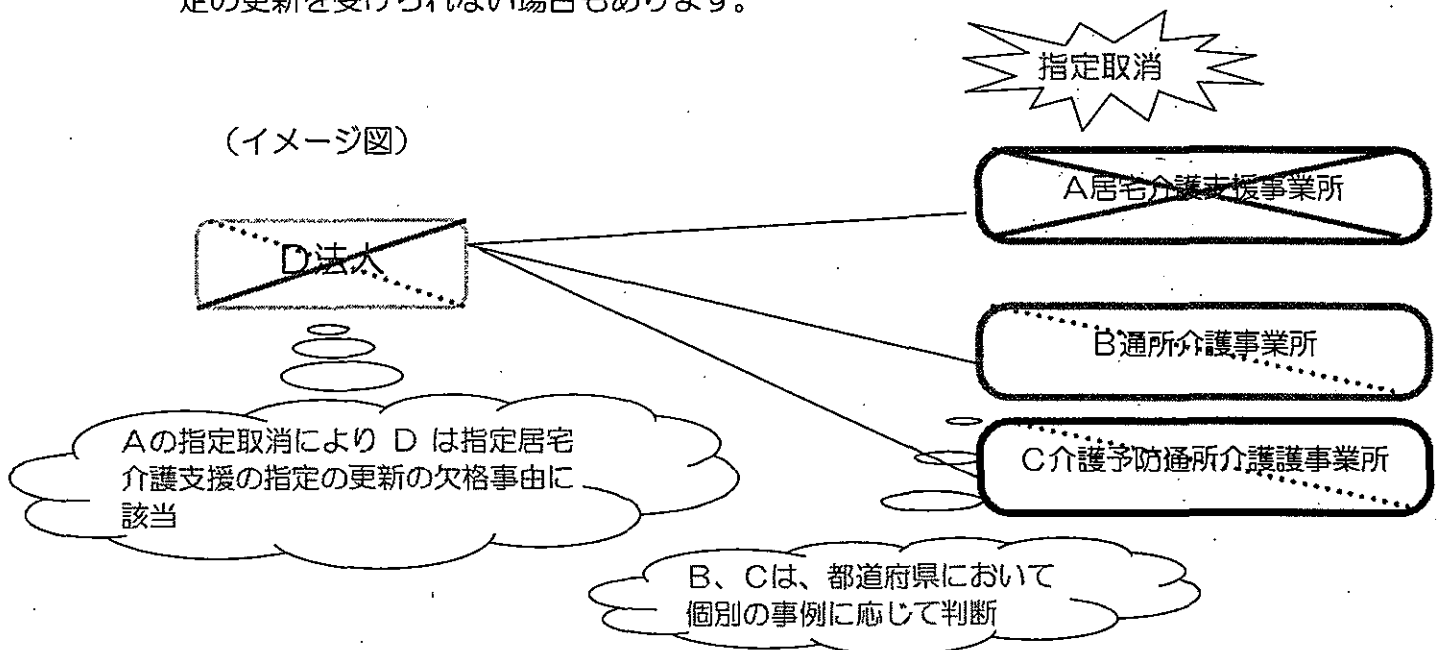 定の更新を受けられない場合もあります。
指定取消
(イメージ図)
A居宅介護支援事業所
D法人
B通所介護事業所
C介護予防通所介護護事業所
Aの指定取消により D は指定居宅
介護支援の指定の更新の欠格事由に
該当
B、Cは、都道府県において
個別の事例に応じて判断